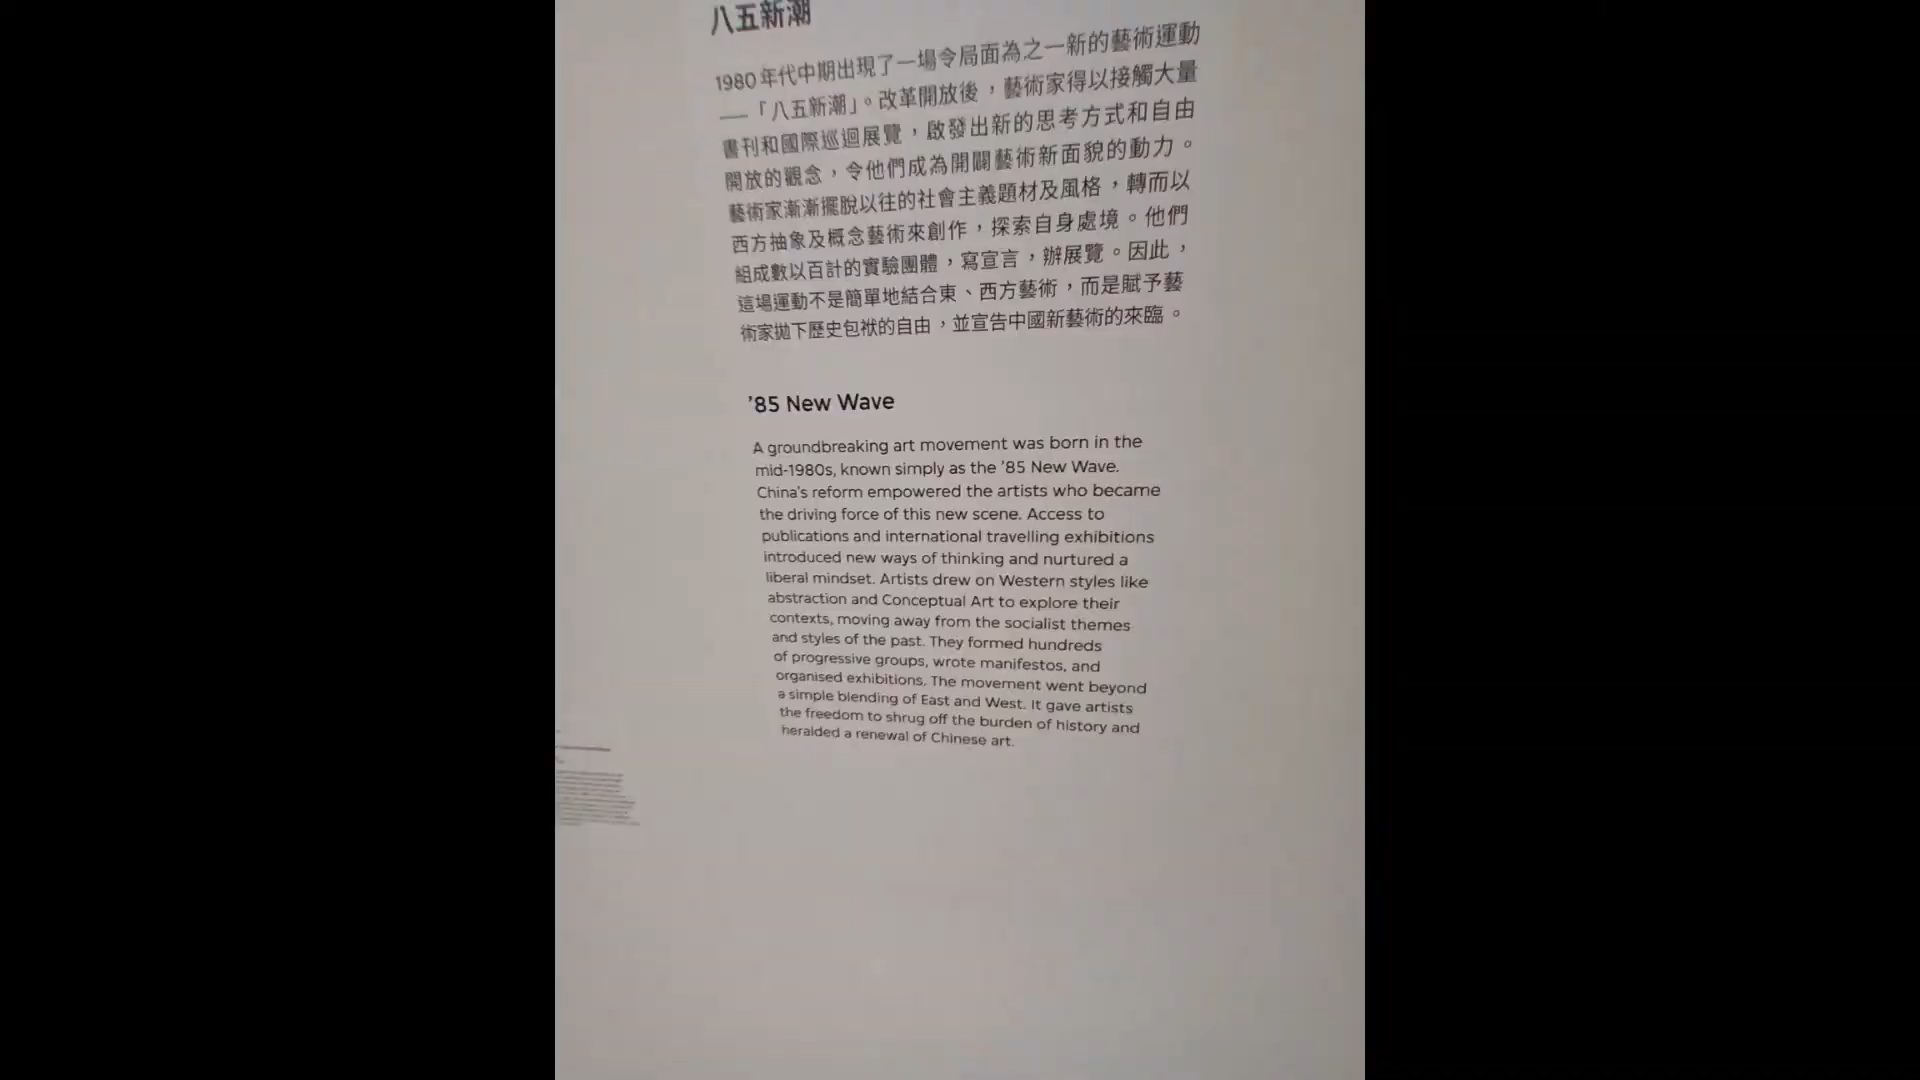 八五新潮
1980年代中期出現了一場令局面為之一新的藝術運動
——「八五新潮」。改革開放後，藝術家得以接觸大量
書刊和國際巡迴展覽，啟發出新的思考方式和自由
開放的觀念，令他們成為開闢藝術新面貌的動力。
藝術家漸漸擺脫以往的社會主義題材及風格，轉而以
西方抽象及概念藝術來創作，探索自身處境。他們
組成數以百計的實驗團體，寫宣言，辦展覽。因此，
這場運動不是簡單地結合東、西方藝術，而是賦予藝
術家拋下歷史包袱的自由，並宣告中國新藝術的來臨。
’85 New Wave
A groundbreaking art movement was born in the
mid-1980s, known simply as the ’85 New Wave.
China’s reform empowered the artists who became
the driving force of this new scene. Access to
publications and international travelling exhibitions
introduced new ways of thinking and nurtured a
liberal mindset. Artists drew on Western styles like
abstraction and Conceptual Art to explore their
contexts, moving away from the socialist themes
and styles of the past. They formed hundreds
of progressive groups, wrote manifestos, and
organised exhibitions. The movement went beyond
a simple blending of East and West. It gave artists
the freedom to shrug off the burden of history and
heralded a renewal of Chinese art.